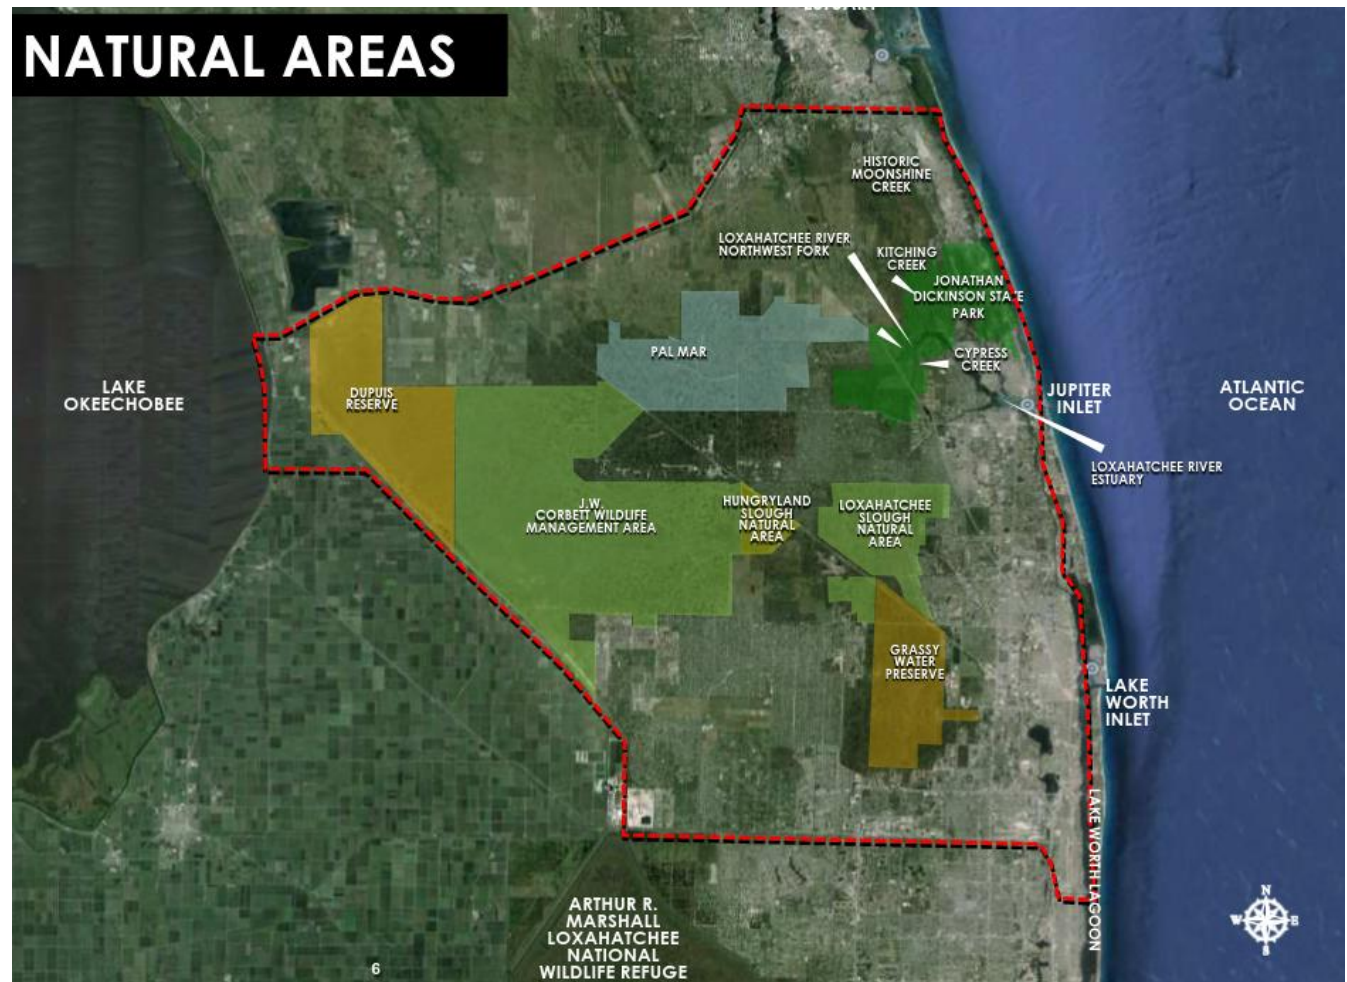 NATURAL AREAS
HISTORIC
MOONSHINE
CREEK
LOXAHATCHEE RIVER
NORTHWEST FORK
KITCHING
CREEK
JONATHAN
DICKINSON STATE
PARK
PAL MAR
CYPRESS
CREEK
LAKE
OKEECHOBEE
DUPUIS
RESERVE
JUPITER
INLET
ATLANTIC
OCEAN
LOXAHATCHEE RIVER
ESTUARY
J.W.
CORBETT WILDLIFE
MANAGEMENT AREA
HUNGRYLAND
SLOUGH
NATURAL
AREA
LOXAHATCHEE
SLOUGH
NATURAL
AREA
GRASSY
WATER
PRESERVE
LAKE
WORTH
INLET
LAKE WORTH LAGOON
ARTHUR R.
MARSHALL
LOXAHATCHEE
NATIONAL
WILDLIFE REFUGE
N
W
E
S
6